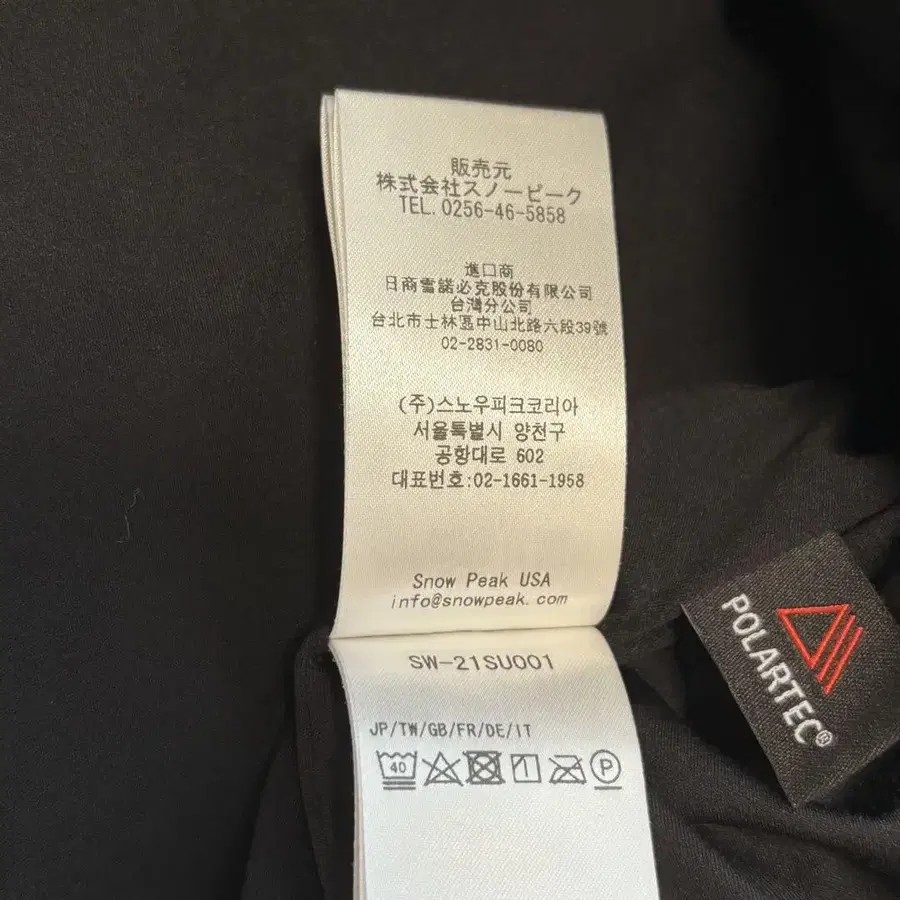 販売元
株式会社スノーピーク
TEL. 0256-46-5858
進口商
日商雪諾必克股份有限公司
台灣分公司
台北市士林區中山北路六段39號
02-2831-0080
(주)스노우피크코리아
서울특별시 양천구
공항대로 602
대표번호:02-1661-1958
Snow Peak USA
info@snowpeak.com
SW-21SU001
JP/TW/GB/FR/DE/IT
40
P
POLARTEC®